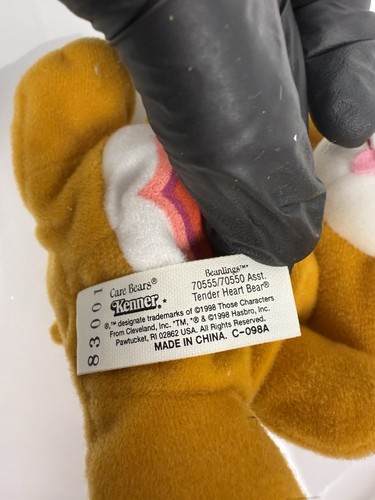 Care Bears®
Kenner®
Beanlings™*
70555/70550 Asst.
Tender Heart Bear®
®,™ designate trademarks of ©1998 Those Characters
From Cleveland, Inc. *TM, *® & ©1998 Hasbro, Inc.
Pawtucket, RI 02862 USA. All Rights Reserved.
MADE IN CHINA. C-098A
83001